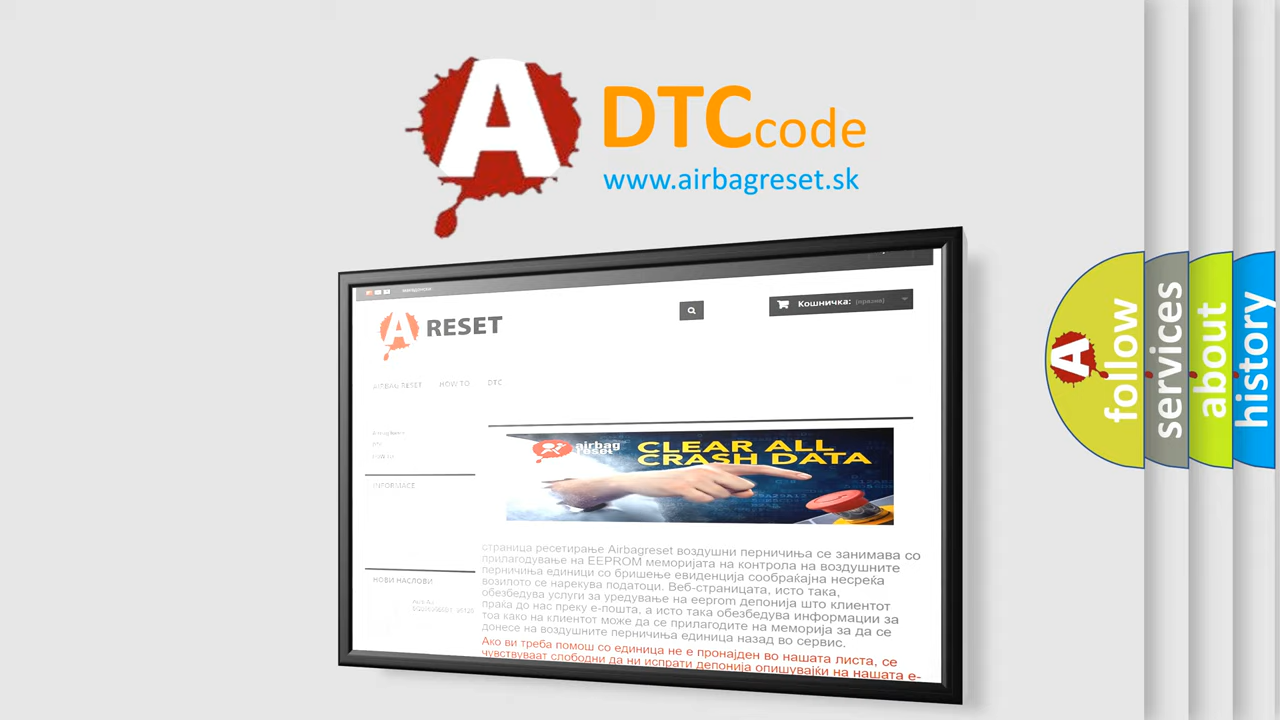 A
DTC code
www.airbagreset.sk
A RESET
Кошничка: (празна)
AIRBAG RESET HOW TO DTC
airbag reset
CLEAR ALL
CRASH DATA
INFORMACE
НОВИ НАСЛОВИ
страница ресетирање Airbagreset воздушни перничиња се занимава со
прилагодување на EEPROM меморијата на контрола на воздушните
перничиња единици со бришење евиденција сообраќајна несреќа
возилото се нарекува податоци. Веб-страницата, исто така,
обезбедува услуги за уредување на eeprom депонија што клиентот
праќа до нас преку е-пошта, а исто така обезбедува информации за
тоа како на клиентот може да се прилагодите на меморија за да се
донесе на воздушните перничиња единица назад во сервис.
Ако ви треба помош со единица не е пронајден во нашата листа, се
чувствуваат слободни да ни испрати депонија опишувајќи на нашата е-
A
follow
services
about
history